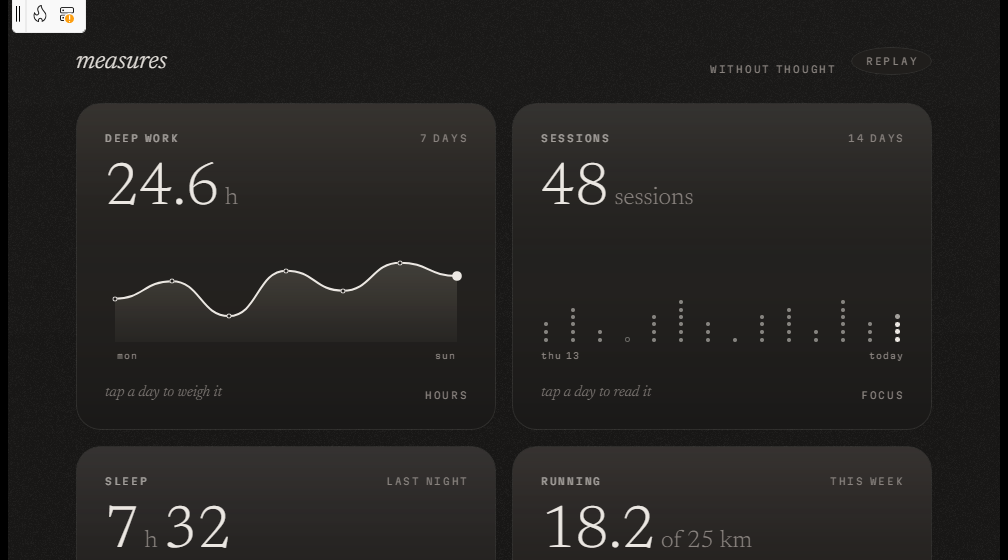 measures
WITHOUT THOUGHT
REPLAY
DEEP WORK
7 DAYS
24.6 h
mon
sun
tap a day to weigh it
HOURS
SESSIONS
14 DAYS
48 sessions
thu 13
today
tap a day to read it
FOCUS
SLEEP
LAST NIGHT
7 h 32
RUNNING
THIS WEEK
18.2 of 25 km